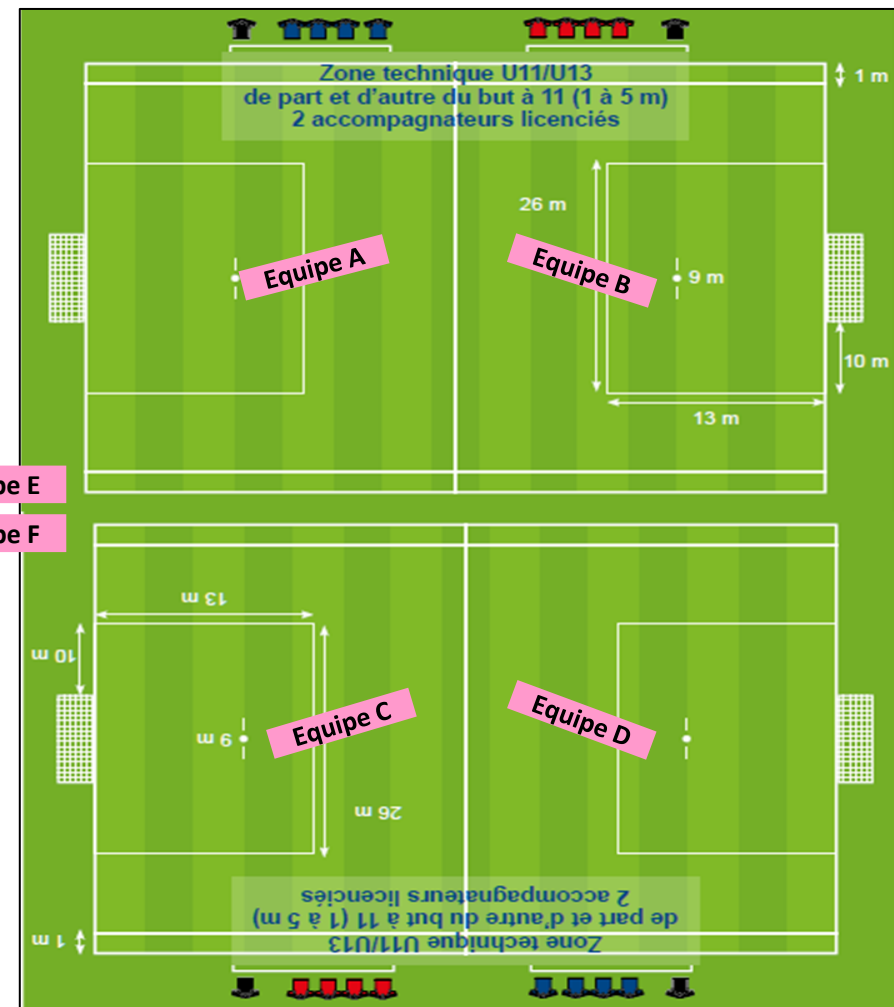 Zone technique U11/U13
de part et d'autre du but à 11 (1 à 5 m)
2 accompagnateurs licenciés
1 m
26 m
Equipe A
Equipe B
9 m
10 m
13 m
pe E
pe F
13 m
10 m
Equipe C
Equipe D
9 m
26 m
Zone technique U11/U13
de part et d'autre du but à 11 (1 à 5 m)
2 accompagnateurs licenciés
1 m